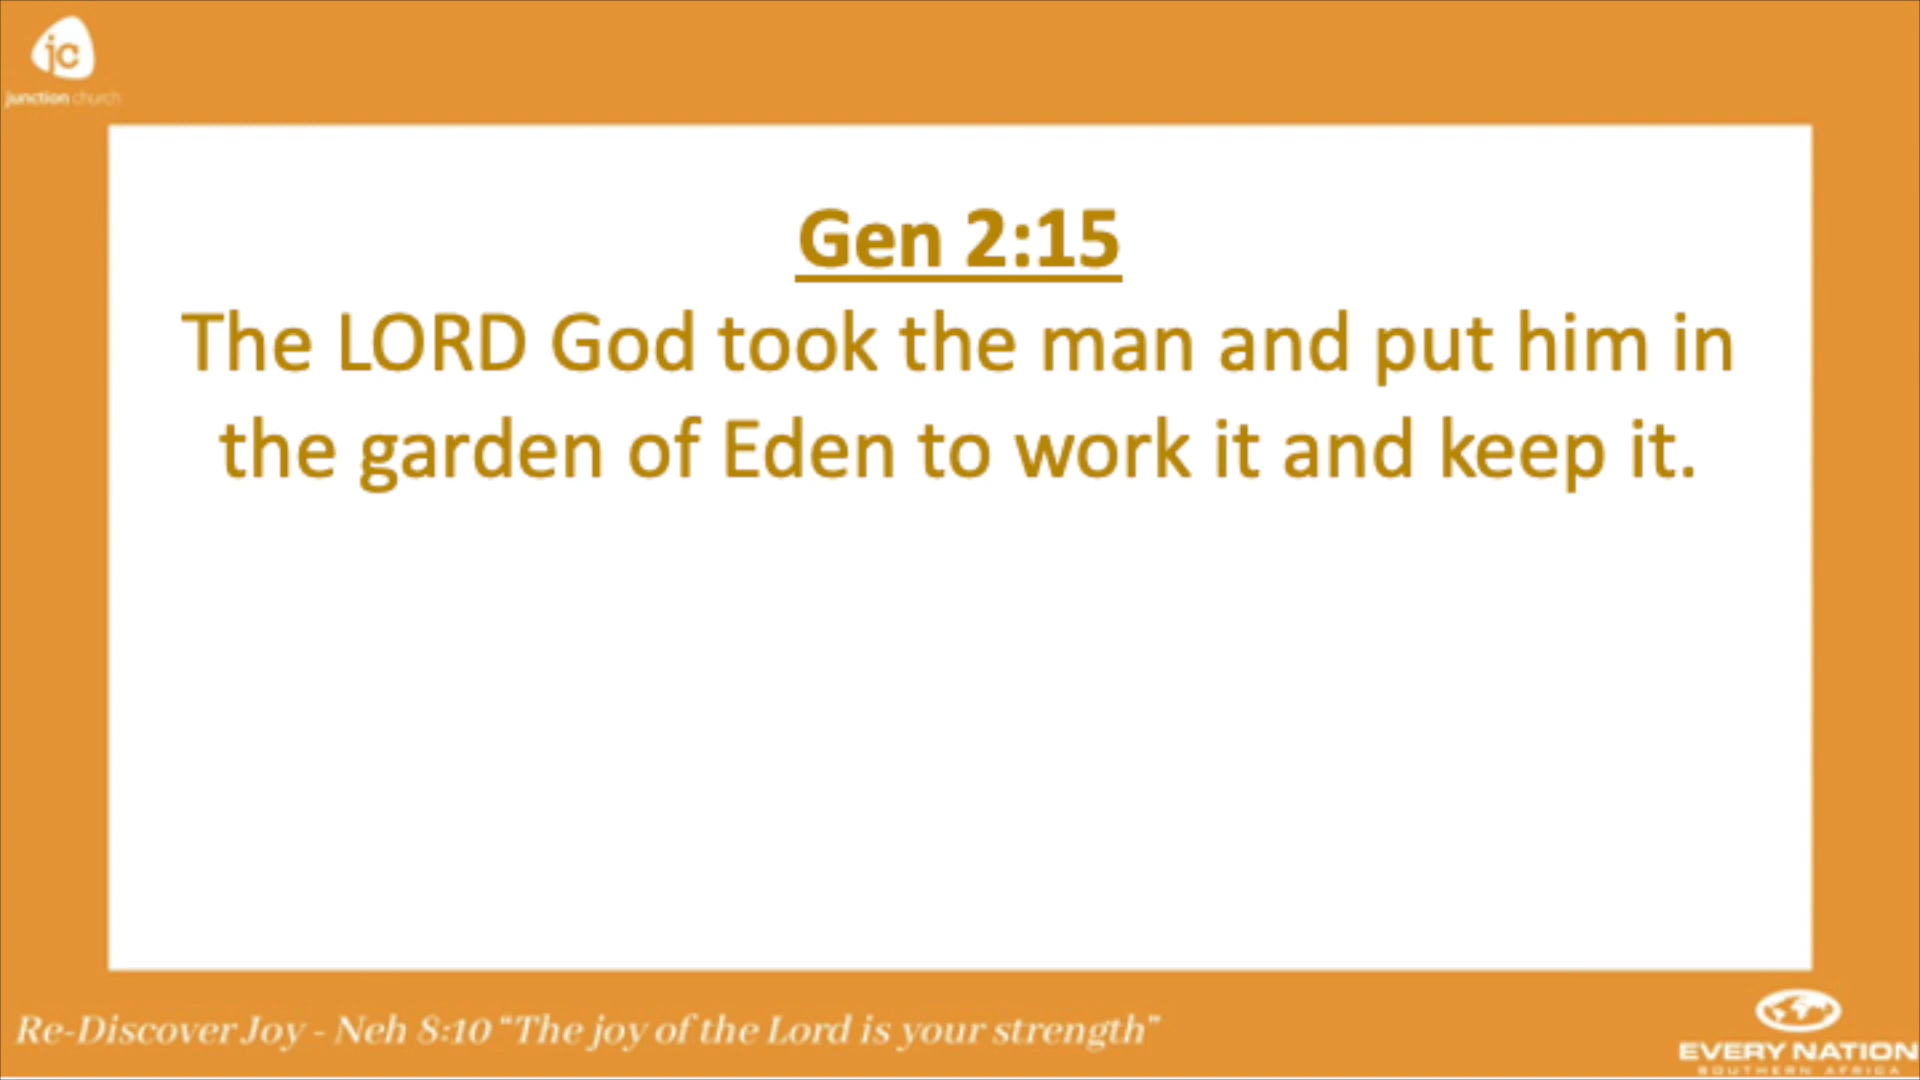 jc
junction church
Gen 2:15
The LORD God took the man and put him in
the garden of Eden to work it and keep it.
Re-Discover Joy - Neh 8:10 “The joy of the Lord is your strength”
EVERY NATION
SOUTHERN AFRICA